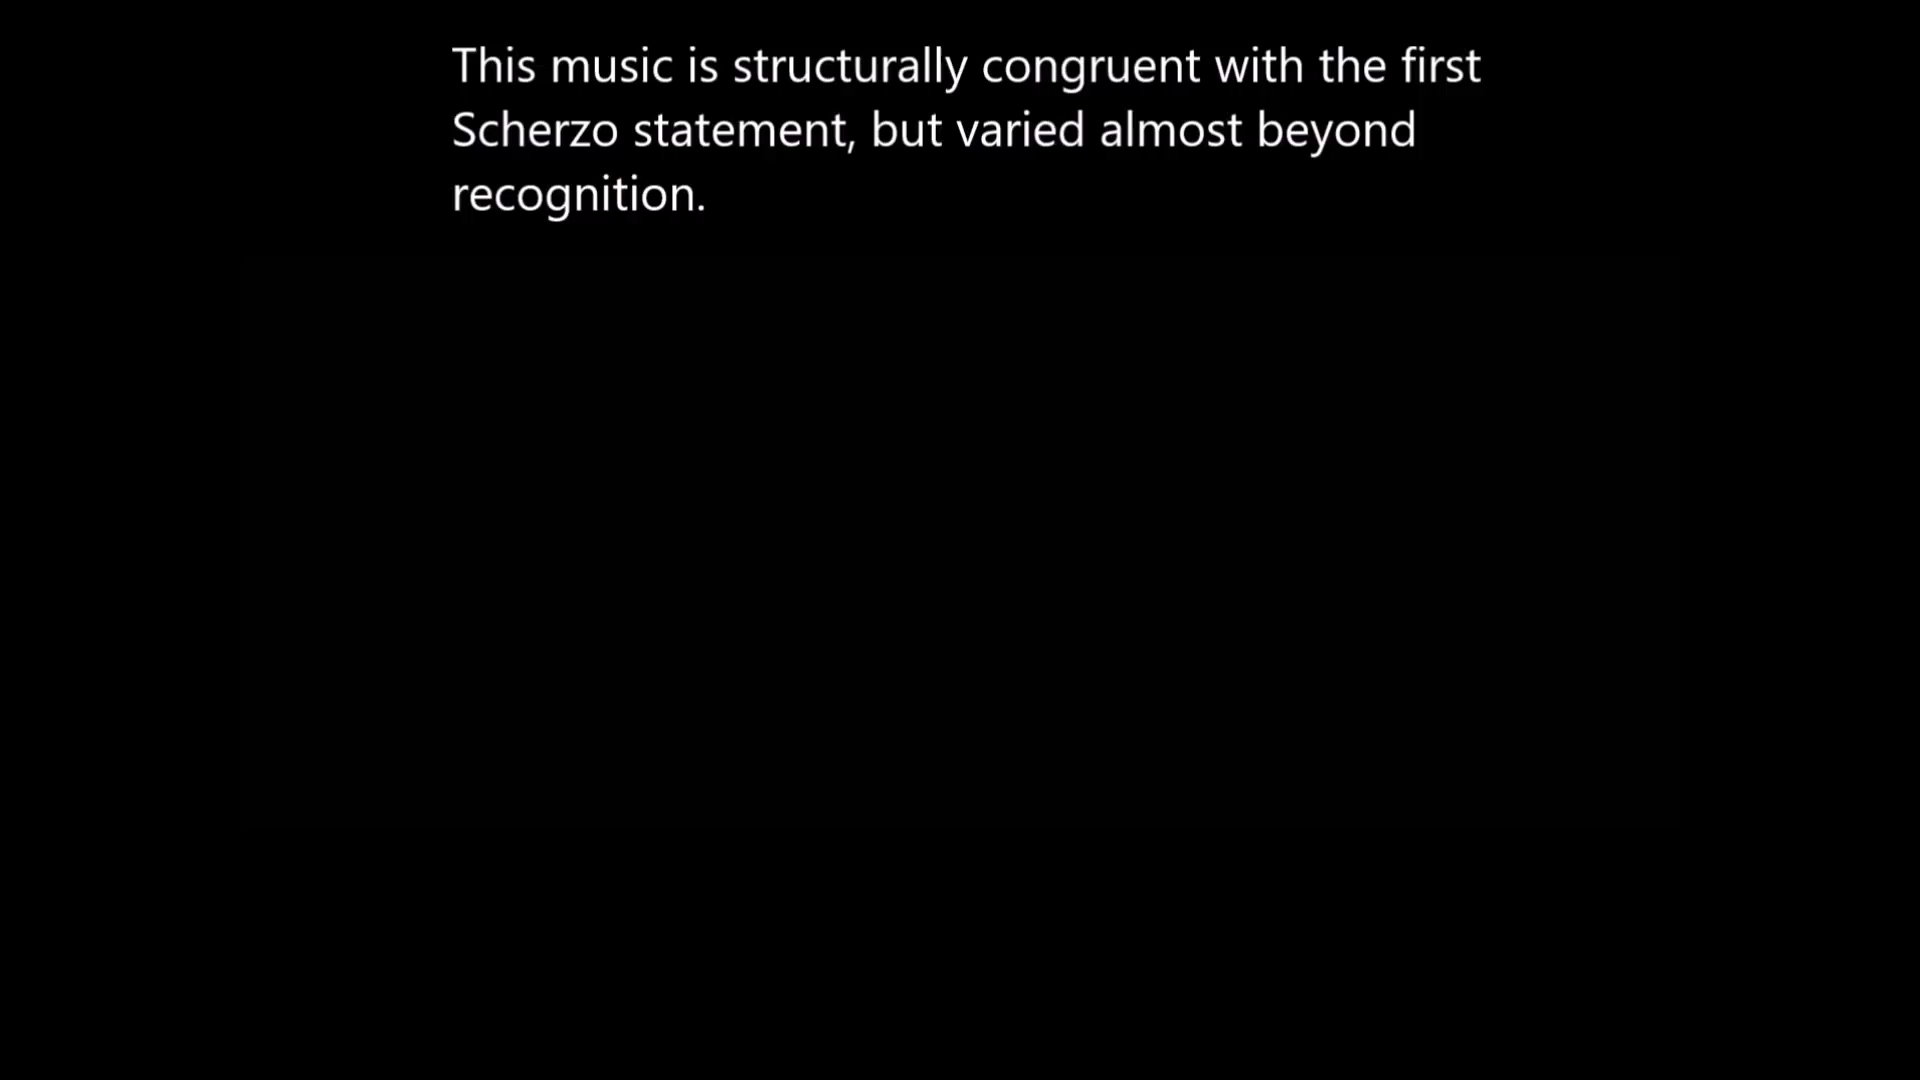 This music is structurally congruent with the first
Scherzo statement, but varied almost beyond
recognition.